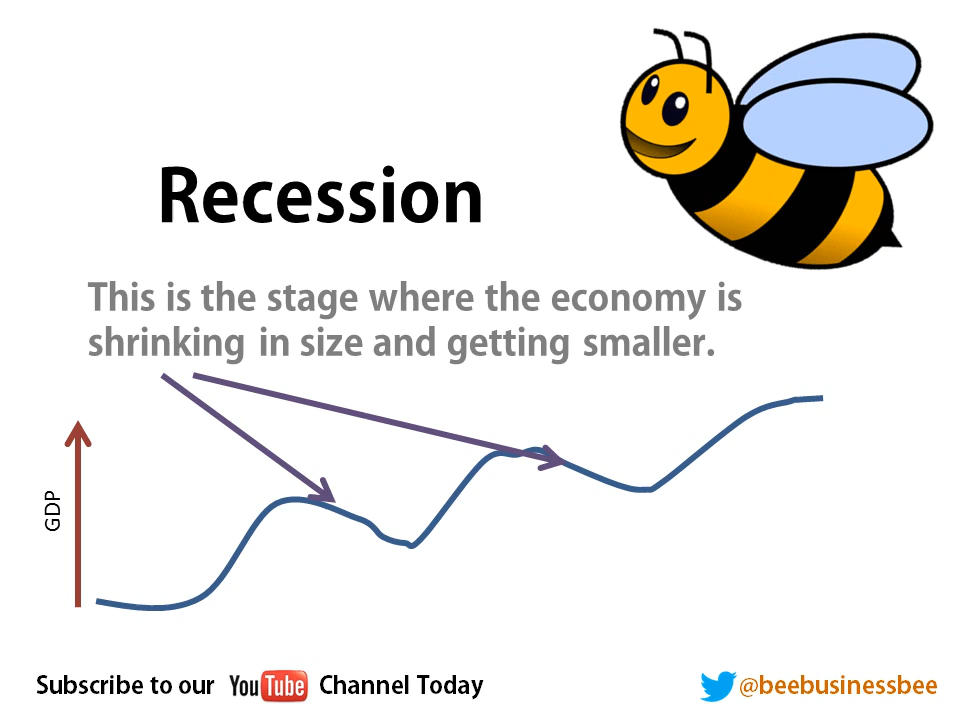 Recession
This is the stage where the economy is
shrinking in size and getting smaller.
GDP
Subscribe to our YouTube Channel Today
@beebusinessbee